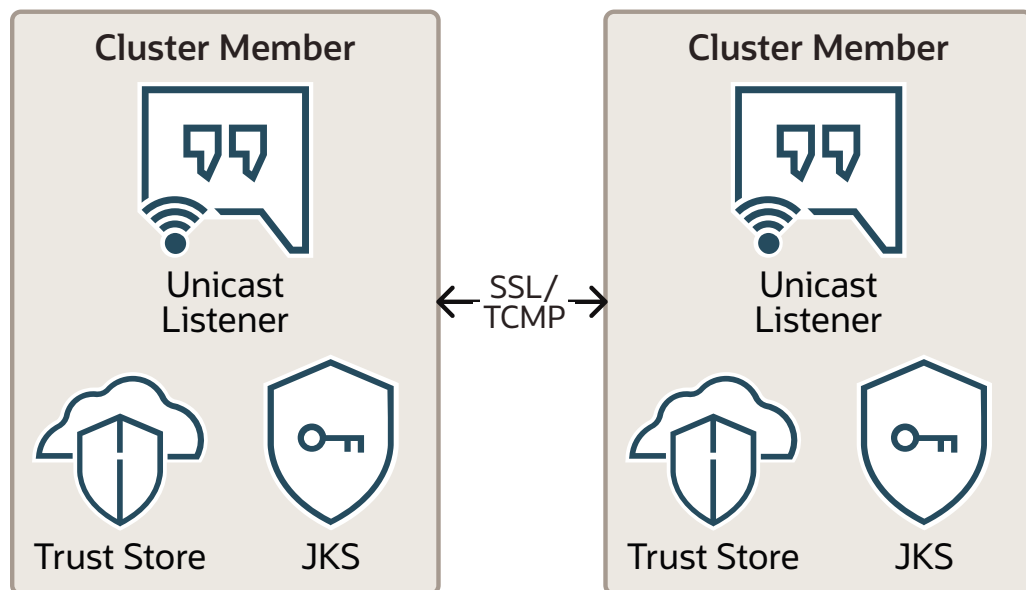 Cluster Member
Unicast
Listener
Trust Store
JKS
SSL/
TCMP
Cluster Member
Unicast
Listener
Trust Store
JKS